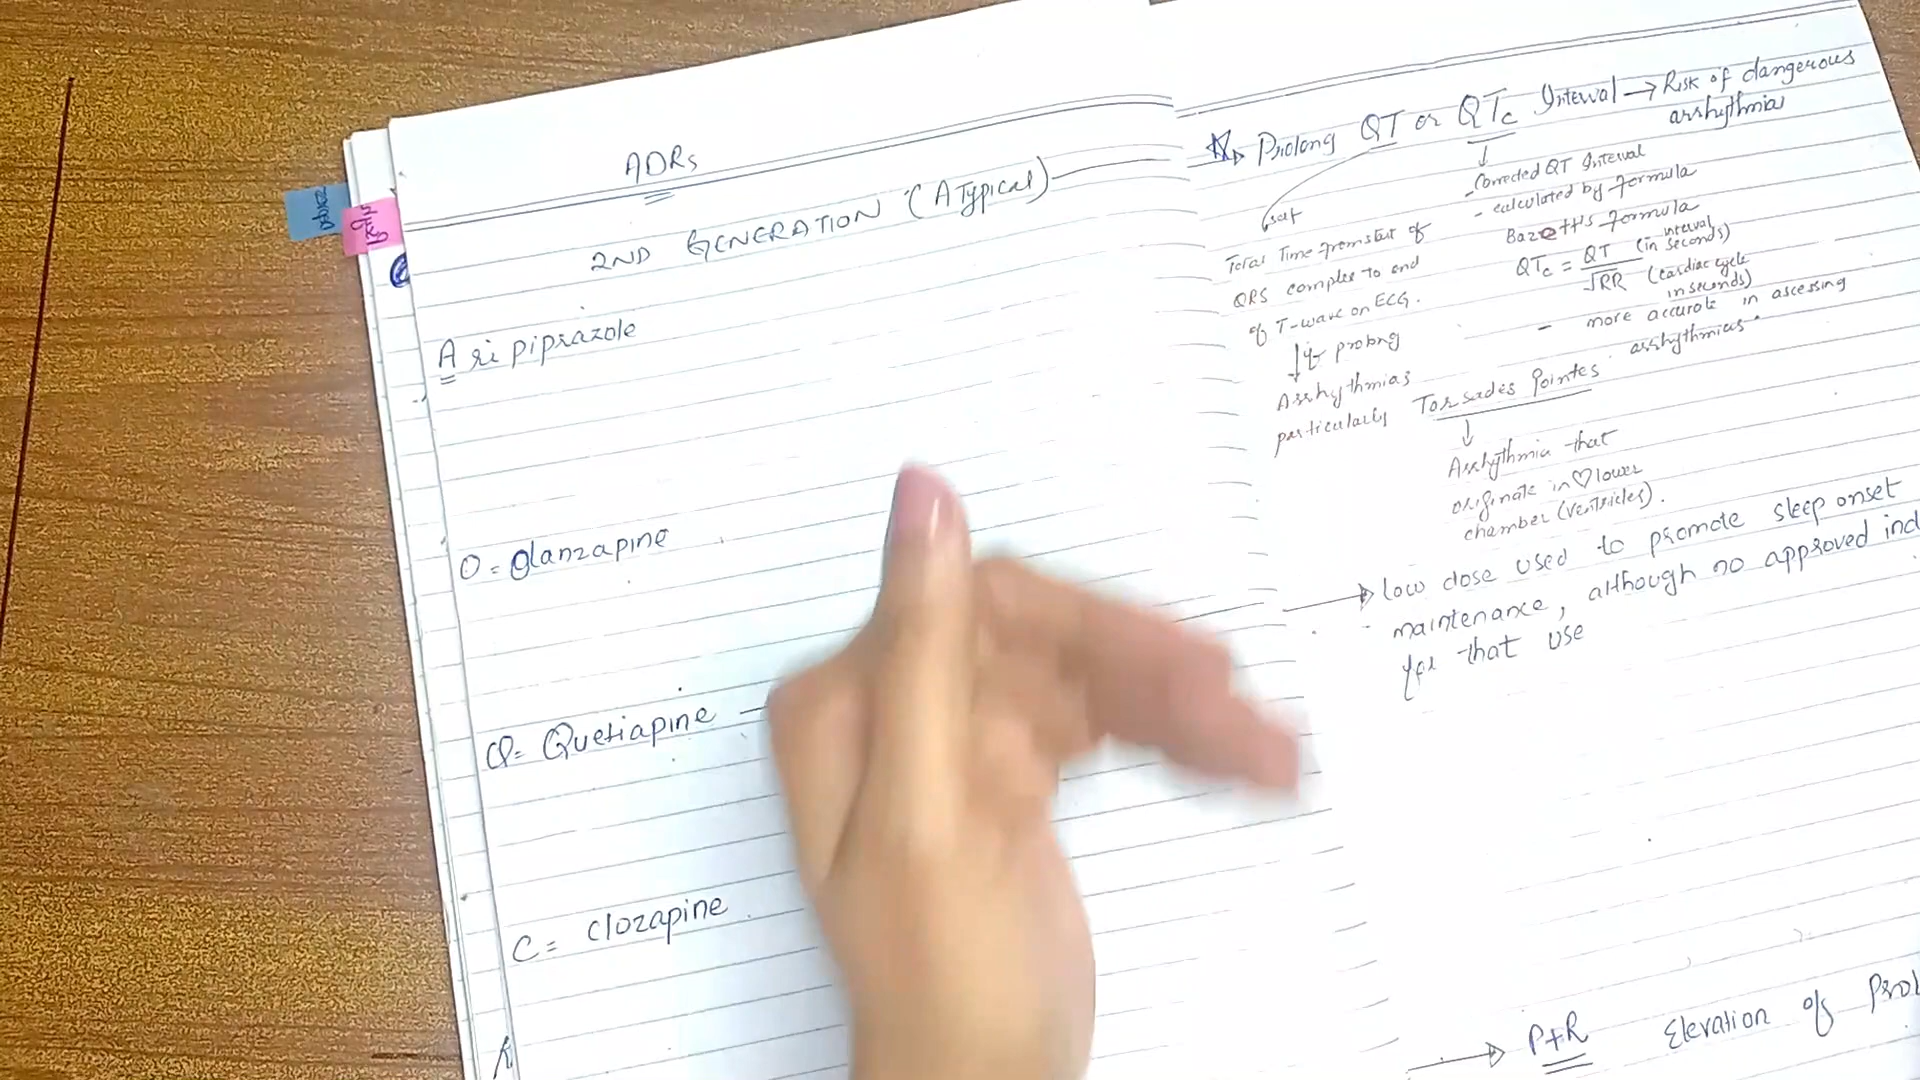 ADRs
2ND GENERATION (ATypical)
Aripiprazole
O = Olanzapine
Q = Quetiapine
C = Clozapine
Prolong QT or QTc Interval → Risk of dangerous
arrhythmia
↓
Corrected QT Interval
- calculated by formula
Bazett's formula
QTc = QT interval (in seconds)
√RR (cardiac cycle
in seconds)
- more accurate in ascessing
arrhythmias.
Total Time from start of
QRS complex to end
of T-wave on ECG.
↓ if prolong
Arrhythmias
particularly Torsades Pointes
↓
Arrhythmia that
originate in ♡ lower
chamber (ventricles).
→ low dose used to promote sleep onset
maintenance, although no approved ind
for that use
→ P+R Elevation of Prol